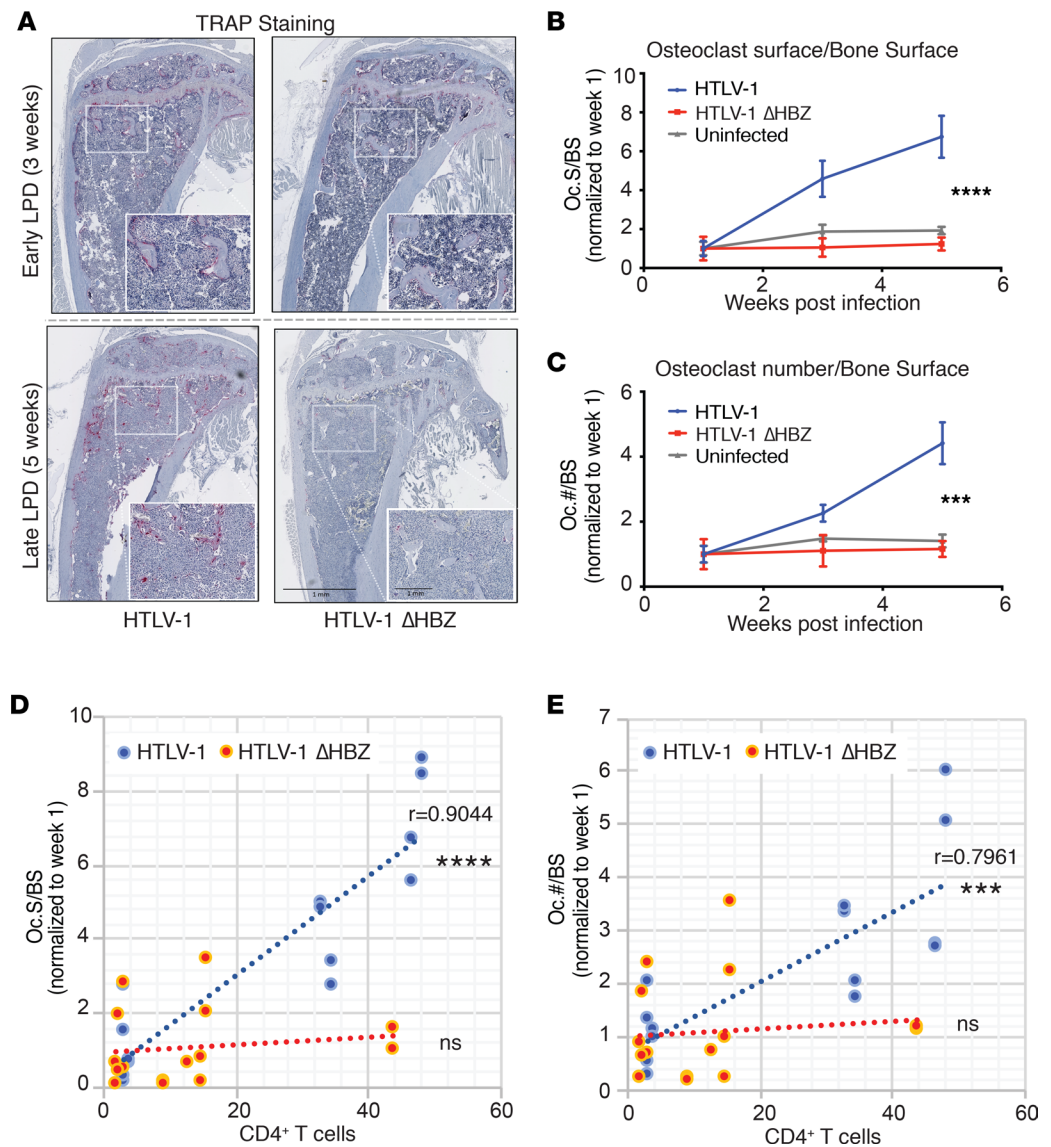 A
TRAP Staining
Early LPD (3 weeks)
Late LPD (5 weeks)
1 mm
1 mm
HTLV-1
HTLV-1 ΔHBZ
B
Osteoclast surface/Bone Surface
Oc.S/BS
(normalized to week 1)
10
8
6
4
2
0
HTLV-1
HTLV-1 ΔHBZ
Uninfected
****
0
2
4
6
Weeks post infection
C
Osteoclast number/Bone Surface
Oc.#/BS
(normalized to week 1)
6
4
2
0
HTLV-1
HTLV-1 ΔHBZ
Uninfected
***
0
2
4
6
Weeks post infection
D
Oc.S/BS
(normalized to week 1)
10
8
6
4
2
0
HTLV-1
HTLV-1 ΔHBZ
r=0.9044
****
ns
0
20
40
60
CD4⁺ T cells
E
Oc.#/BS
(normalized to week 1)
7
6
5
4
3
2
1
0
HTLV-1
HTLV-1 ΔHBZ
r=0.7961
***
ns
0
20
40
60
CD4⁺ T cells